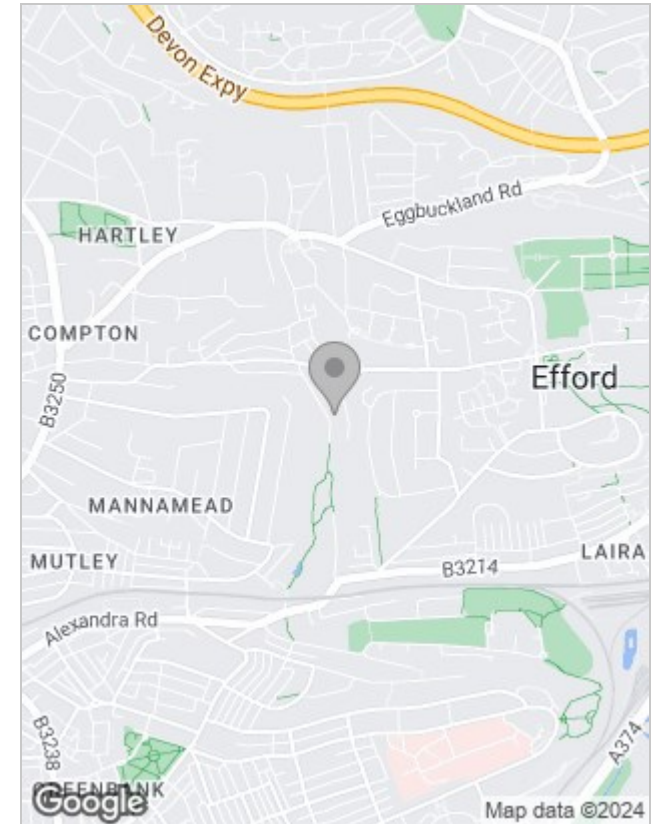 Devon Expy
Eggbuckland Rd
HARTLEY
COMPTON
Efford
B3250
MANNAMEAD
MUTLEY
LAIRA
B3214
Alexandra Rd
B3238
A374
GREENBANK
Google
Map data ©2024